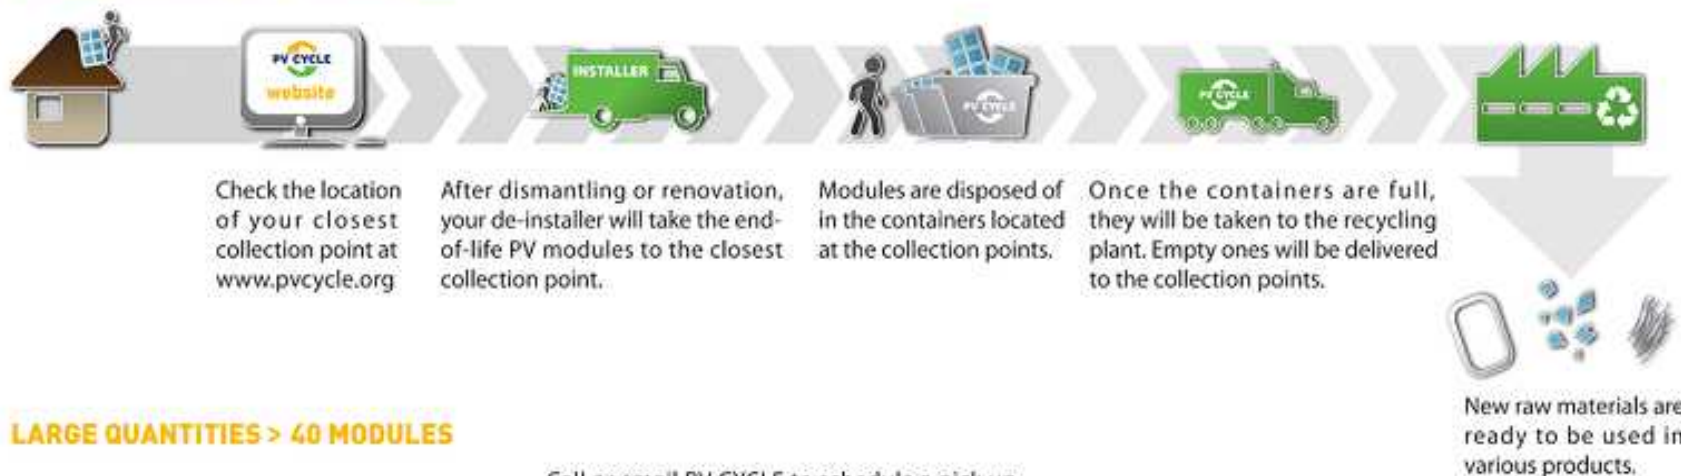 PV CYCLE
website
INSTALLER
PV CYCLE
PV CYCLE
Check the location
of your closest
collection point at
www.pvcycle.org
After dismantling or renovation,
your de-installer will take the end-
of-life PV modules to the closest
collection point.
Modules are disposed of
in the containers located
at the collection points.
Once the containers are full,
they will be taken to the recycling
plant. Empty ones will be delivered
to the collection points.
New raw materials are
ready to be used in
various products.
LARGE QUANTITIES > 40 MODULES